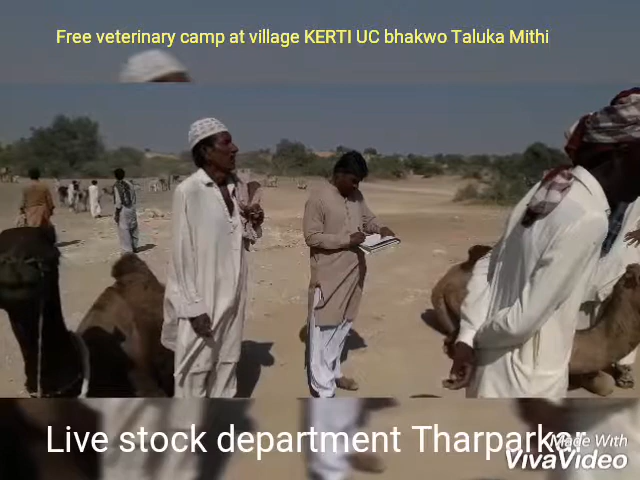 Free veterinary camp at village KERTI UC bhakwo Taluka Mithi
Live stock department Tharparkar
Made With
VivaVideo